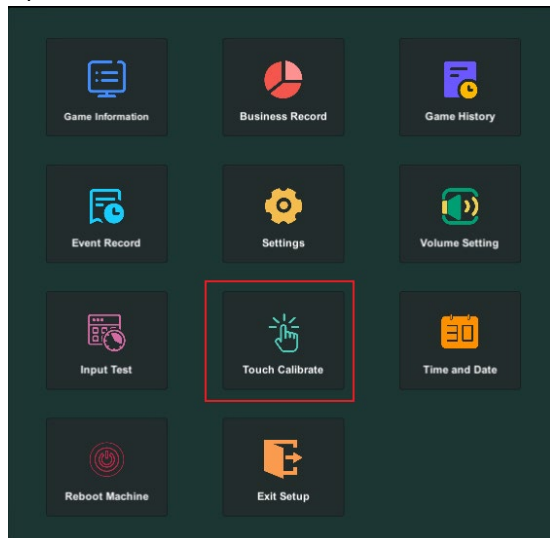 Game Information
Business Record
Game History
Event Record
Settings
Volume Setting
30
Input Test
Touch Calibrate
Time and Date
Reboot Machine
Exit Setup